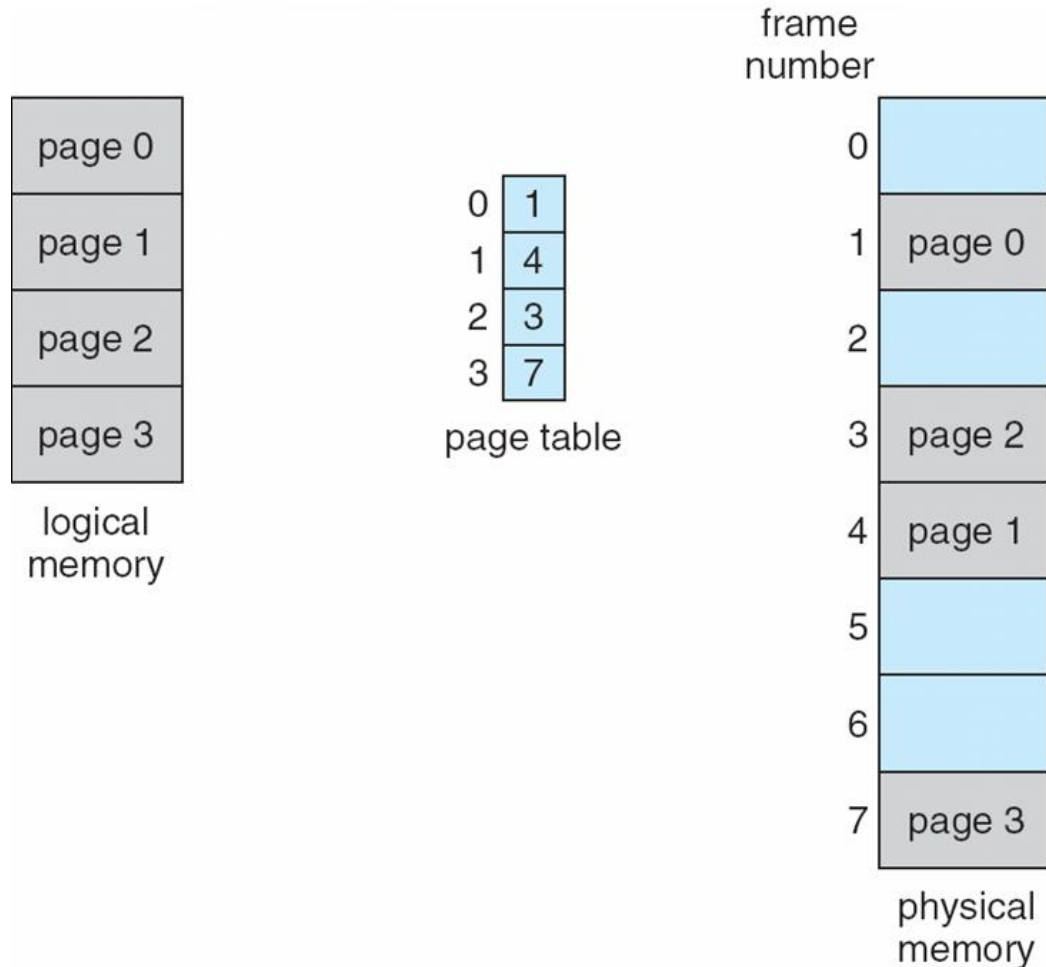 page 0
page 1
page 2
page 3
logical
memory
0 1
1 4
2 3
3 7
page table
frame
number
0
1 page 0
2
3 page 2
4 page 1
5
6
7 page 3
physical
memory